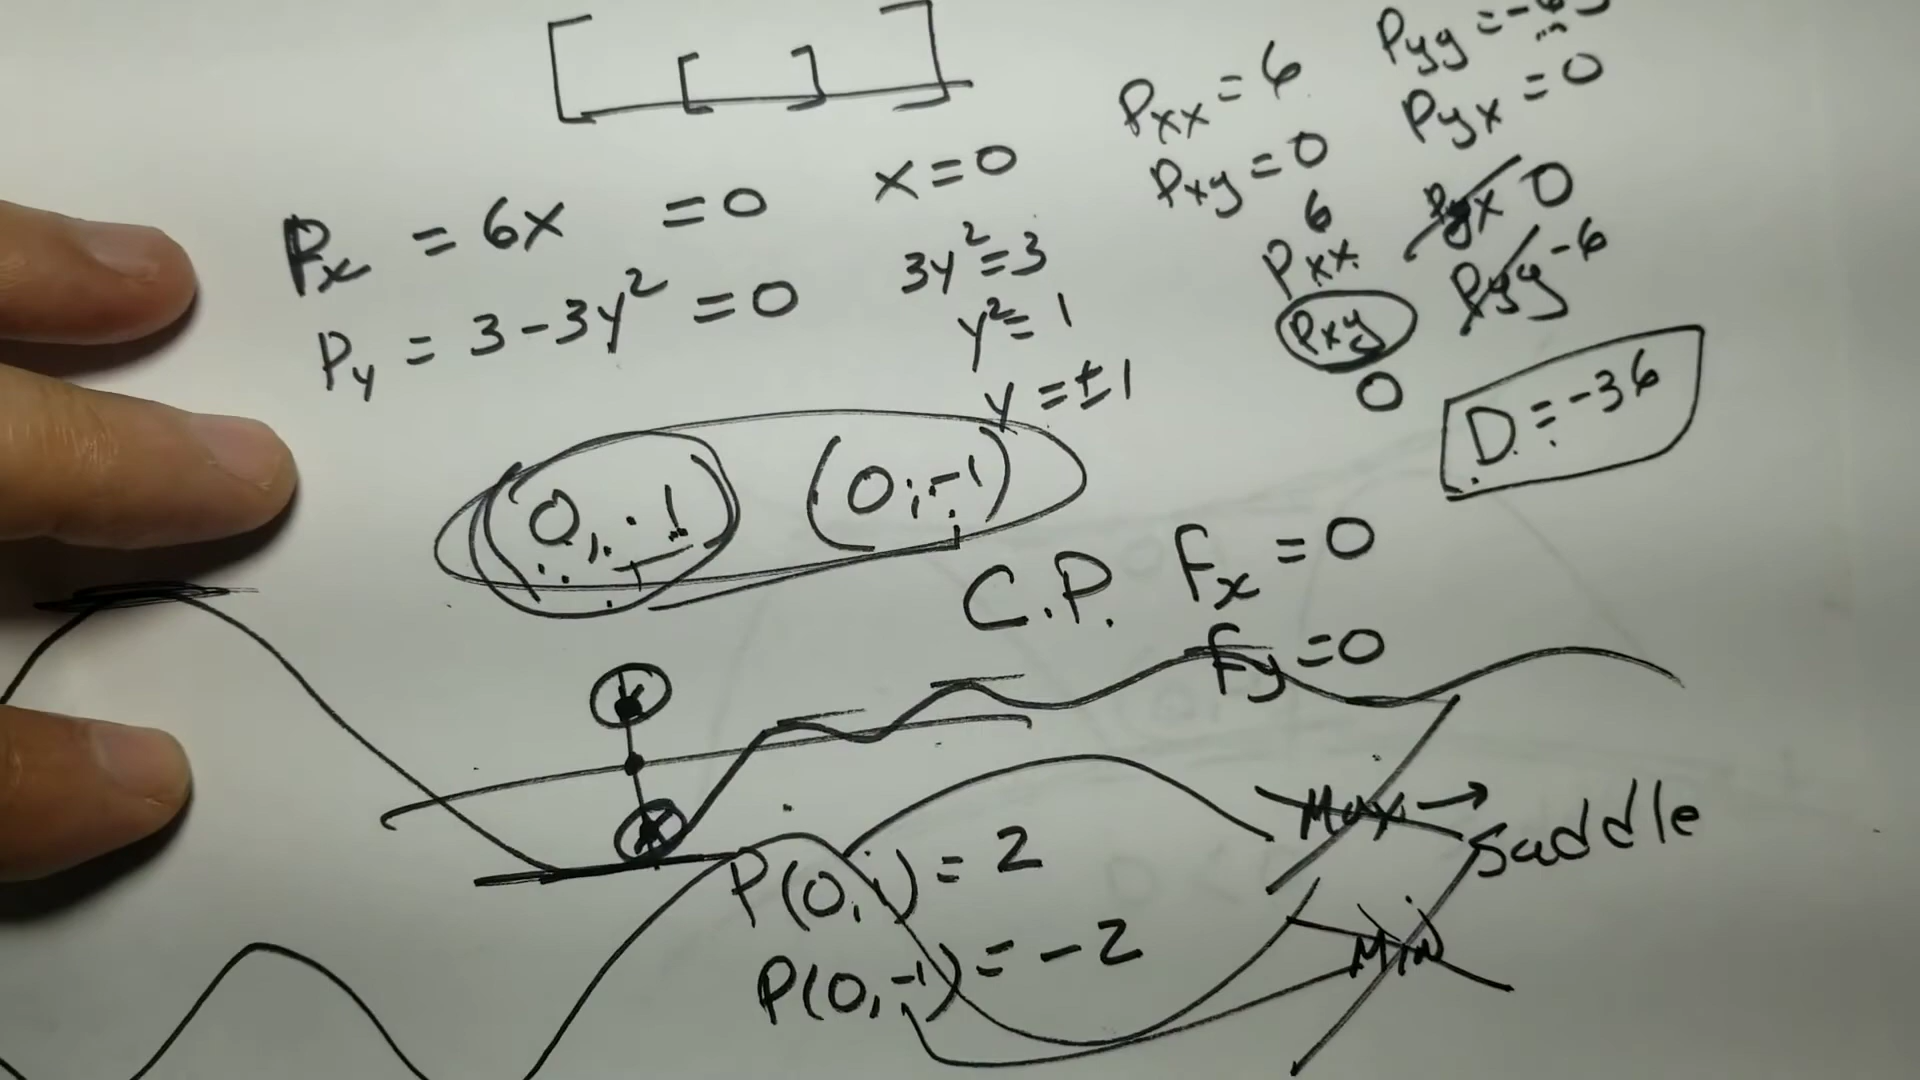 Pyy = -6y
Pxx = 6
Pyx = 0
Pxy = 0
Px = 6x = 0
x = 0
Py = 3 - 3y² = 0
3y² = 3
y² = 1
y = ±1
6
Pxx Pyx 0
Pxy Pyy -6
0
D = -36
(0, 1) (0, -1)
C.P. Fx = 0
Fy = 0
P(0, 1) = 2
Max → Saddle
P(0, -1) = -2
Min